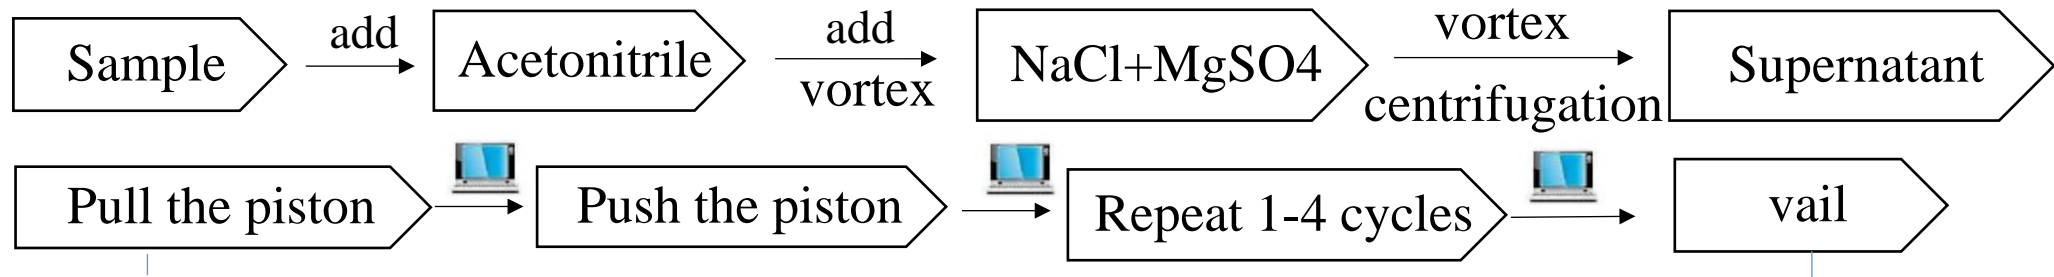 Sample
add
Acetonitrile
add
vortex
NaCl+MgSO4
vortex
centrifugation
Supernatant
Pull the piston
Push the piston
Repeat 1-4 cycles
vail